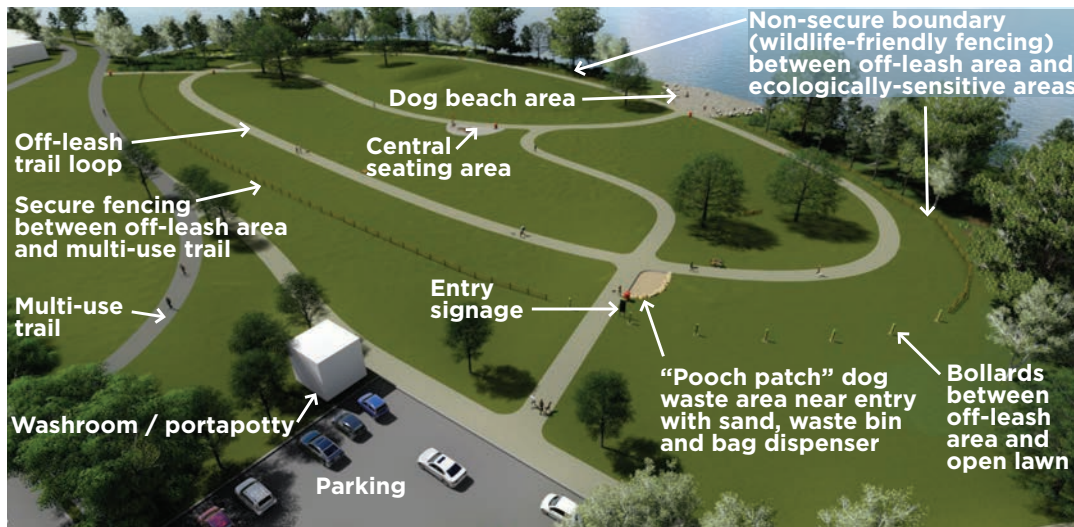 Non-secure boundary
(wildlife-friendly fencing)
between off-leash area and
ecologically-sensitive areas
Dog beach area
Off-leash
trail loop
Central
seating area
Secure fencing
between off-leash area
and multi-use trail
Multi-use
trail
Entry
signage
Washroom / portapotty
"Pooch patch" dog
waste area near entry
with sand, waste bin
and bag dispenser
Bollards
between
off-leash
area and
open lawn
Parking